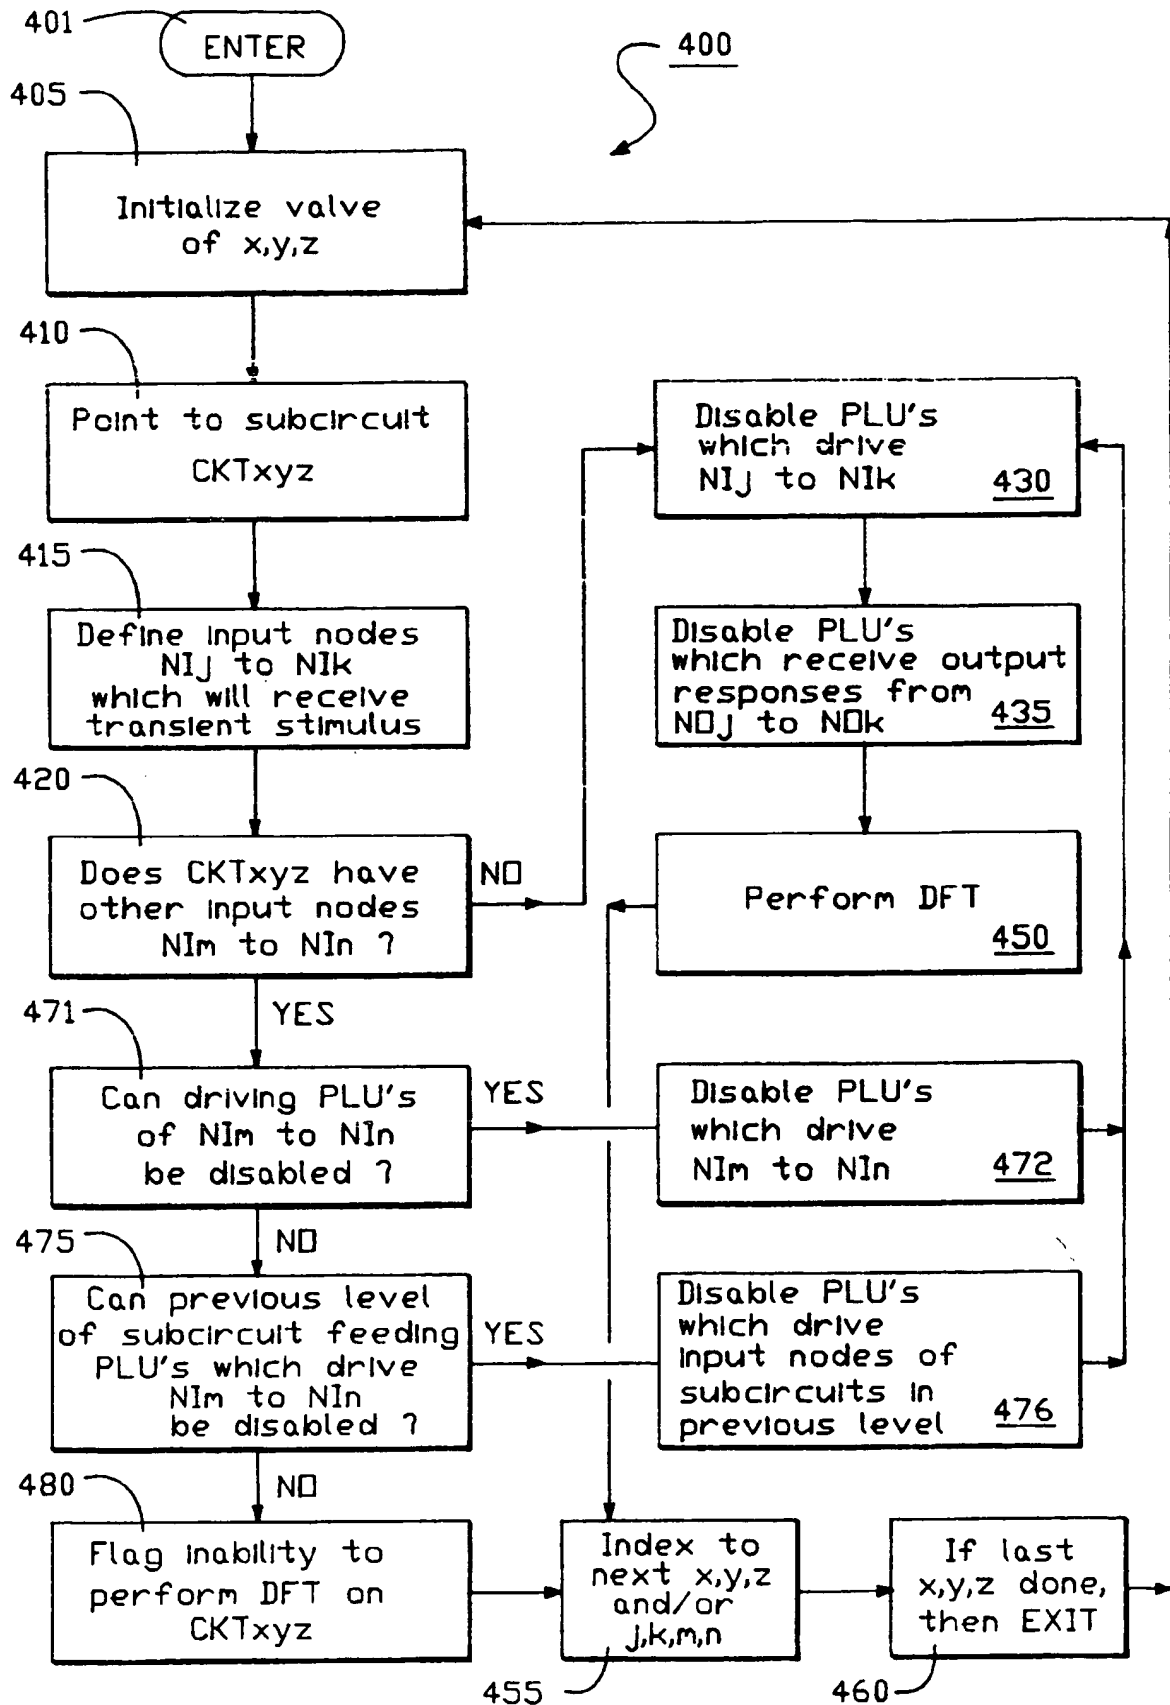 401
ENTER
400
405
Initialize valve
of x,y,z
410
Point to subcircuit
CKTxyz
415
Define input nodes
NIj to NIk
which will receive
transient stimulus
420
Does CKTxyz have
other input nodes
NIm to NIn ?
NO
YES
Disable PLU's
which drive
NIj to NIk
430
Disable PLU's
which receive output
responses from
NOj to NOk
435
Perform DFT
450
471
Can driving PLU's
of NIm to NIn
be disabled ?
YES
NO
Disable PLU's
which drive
NIm to NIn
472
475
Can previous level
of subcircuit feeding
PLU's which drive
NIm to NIn
be disabled ?
YES
NO
Disable PLU's
which drive
input nodes of
subcircuits in
previous level
476
480
Flag inability to
perform DFT on
CKTxyz
Index to
next x,y,z
and/or
j,k,m,n
455
If last
x,y,z done,
then EXIT
460